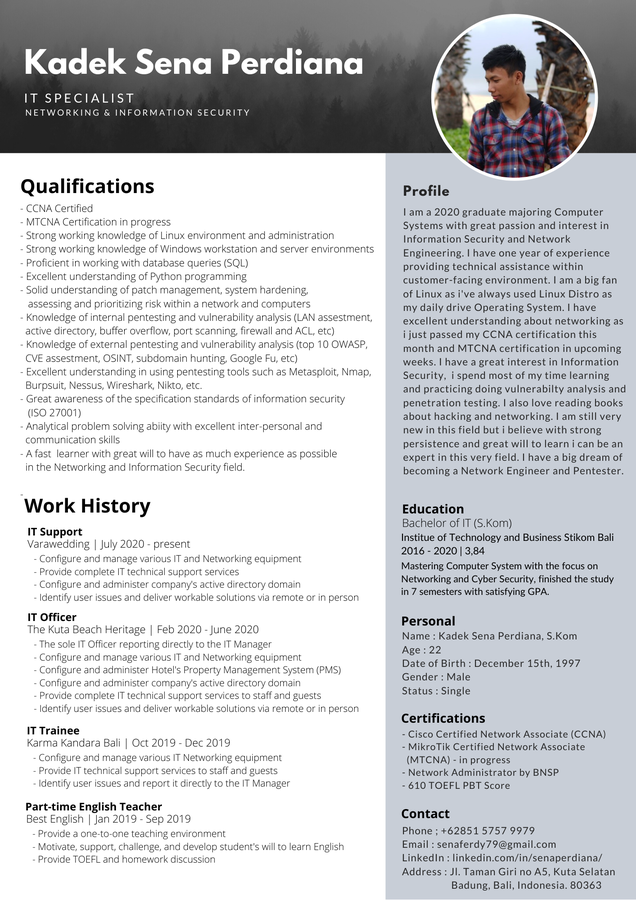 Kadek Sena Perdiana
IT SPECIALIST
NETWORKING & INFORMATION SECURITY
Qualifications
- CCNA Certified
- MTCNA Certification in progress
- Strong working knowledge of Linux environment and administration
- Strong working knowledge of Windows workstation and server environments
- Proficient in working with database queries (SQL)
- Excellent understanding of Python programming
- Solid understanding of patch management, system hardening,
assessing and prioritizing risk within a network and computers
- Knowledge of internal pentesting and vulnerability analysis (LAN assestment,
active directory, buffer overflow, port scanning, firewall and ACL, etc)
- Knowledge of external pentesting and vulnerability analysis (top 10 OWASP,
CVE assestment, OSINT, subdomain hunting, Google Fu, etc)
- Excellent understanding in using pentesting tools such as Metasploit, Nmap,
Burpsuit, Nessus, Wireshark, Nikto, etc.
- Great awareness of the specification standards of information security
(ISO 27001)
- Analytical problem solving abiity with excellent inter-personal and
communication skills
- A fast learner with great will to have as much experience as possible
in the Networking and Information Security field.
-
Work History
IT Support
Varawedding | July 2020 - present
- Configure and manage various IT and Networking equipment
- Provide complete IT technical support services
- Configure and administer company's active directory domain
- Identify user issues and deliver workable solutions via remote or in person
IT Officer
The Kuta Beach Heritage | Feb 2020 - June 2020
- The sole IT Officer reporting directly to the IT Manager
- Configure and manage various IT and Networking equipment
- Configure and administer Hotel's Property Management System (PMS)
- Configure and administer company's active directory domain
- Provide complete IT technical support services to staff and guests
- Identify user issues and deliver workable solutions via remote or in person
IT Trainee
Karma Kandara Bali | Oct 2019 - Dec 2019
- Configure and manage various IT Networking equipment
- Provide IT technical support services to staff and guests
- Identify user issues and report it directly to the IT Manager
Part-time English Teacher
Best English | Jan 2019 - Sep 2019
- Provide a one-to-one teaching environment
- Motivate, support, challenge, and develop student's will to learn English
- Provide TOEFL and homework discussion
Profile
I am a 2020 graduate majoring Computer
Systems with great passion and interest in
Information Security and Network
Engineering. I have one year of experience
providing technical assistance within
customer-facing environment. I am a big fan
of Linux as i've always used Linux Distro as
my daily drive Operating System. I have
excellent understanding about networking as
i just passed my CCNA certification this
month and MTCNA certification in upcoming
weeks. I have a great interest in Information
Security, i spend most of my time learning
and practicing doing vulnerabilty analysis and
penetration testing. I also love reading books
about hacking and networking. I am still very
new in this field but i believe with strong
persistence and great will to learn i can be an
expert in this very field. I have a big dream of
becoming a Network Engineer and Pentester.
Education
Bachelor of IT (S.Kom)
Institue of Technology and Business Stikom Bali
2016 - 2020 | 3,84
Mastering Computer System with the focus on
Networking and Cyber Security, finished the study
in 7 semesters with satisfying GPA.
Personal
Name : Kadek Sena Perdiana, S.Kom
Age : 22
Date of Birth : December 15th, 1997
Gender : Male
Status : Single
Certifications
- Cisco Certified Network Associate (CCNA)
- MikroTik Certified Network Associate
(MTCNA) - in progress
- Network Administrator by BNSP
- 610 TOEFL PBT Score
Contact
Phone ; +62851 5757 9979
Email : senaferdy79@gmail.com
LinkedIn : linkedin.com/in/senaperdiana/
Address : Jl. Taman Giri no A5, Kuta Selatan
Badung, Bali, Indonesia. 80363